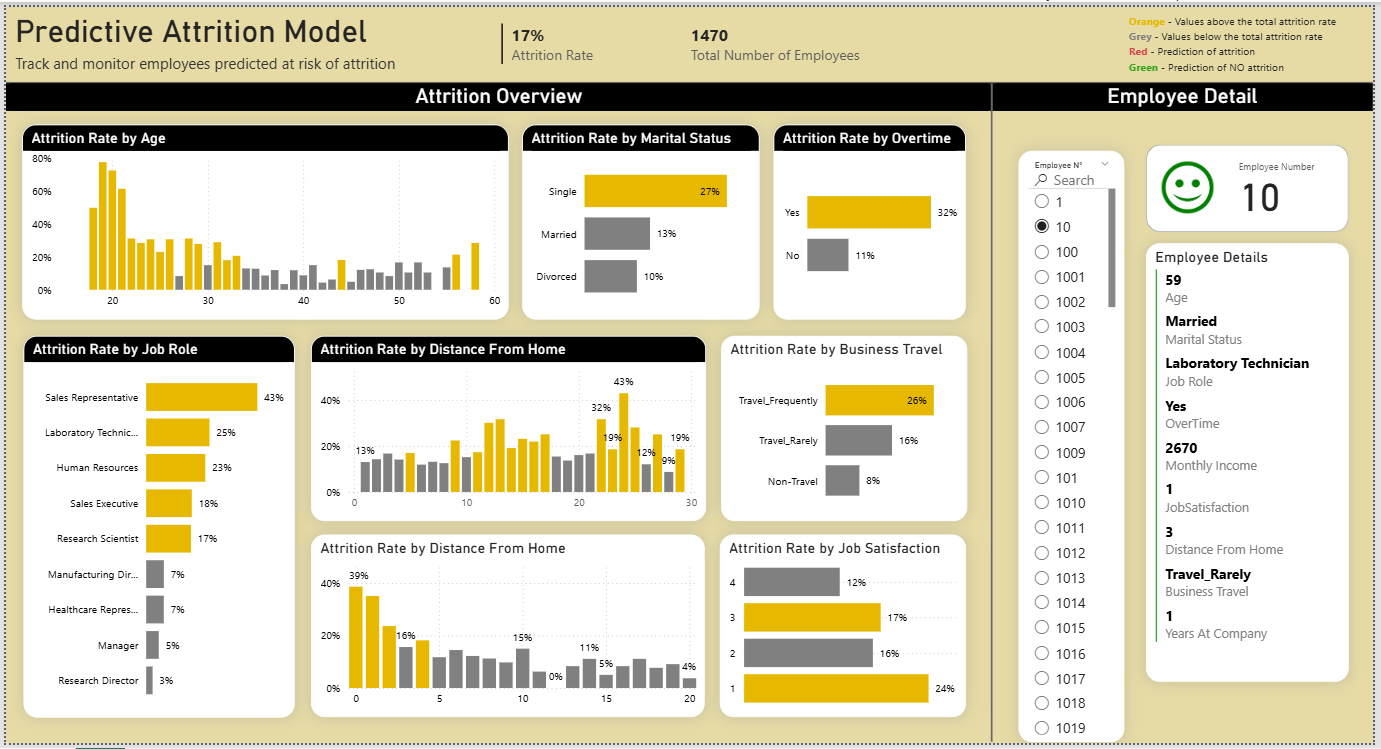 Predictive Attrition Model
Track and monitor employees predicted at risk of attrition
17%
Attrition Rate
1470
Total Number of Employees
Orange - Values above the total attrition rate
Grey - Values below the total attrition rate
Red - Prediction of attrition
Green - Prediction of NO attrition
Attrition Overview
Employee Detail
Attrition Rate by Age
80%
60%
40%
20%
0%
20 30 40 50 60
Attrition Rate by Marital Status
Single 27%
Married 13%
Divorced 10%
Attrition Rate by Overtime
Yes 32%
No 11%
Attrition Rate by Job Role
Sales Representative 43%
Laboratory Technic... 25%
Human Resources 23%
Sales Executive 18%
Research Scientist 17%
Manufacturing Dir... 7%
Healthcare Repres... 7%
Manager 5%
Research Director 3%
Attrition Rate by Distance From Home
40%
20%
0%
13% 32% 19% 43% 12% 9% 19%
0 10 20 30
Attrition Rate by Business Travel
Travel_Frequently 26%
Travel_Rarely 16%
Non-Travel 8%
Attrition Rate by Distance From Home
40%
20%
0%
39% 16% 15% 0% 11% 5% 4%
0 5 10 15 20
Attrition Rate by Job Satisfaction
4 12%
3 17%
2 16%
1 24%
Employee N°
Search
1
10
100
1001
1002
1003
1004
1005
1006
1007
1009
101
1010
1011
1012
1013
1014
1015
1016
1017
1018
1019
Employee Number
10
Employee Details
59
Age
Married
Marital Status
Laboratory Technician
Job Role
Yes
OverTime
2670
Monthly Income
1
JobSatisfaction
3
Distance From Home
Travel_Rarely
Business Travel
1
Years At Company